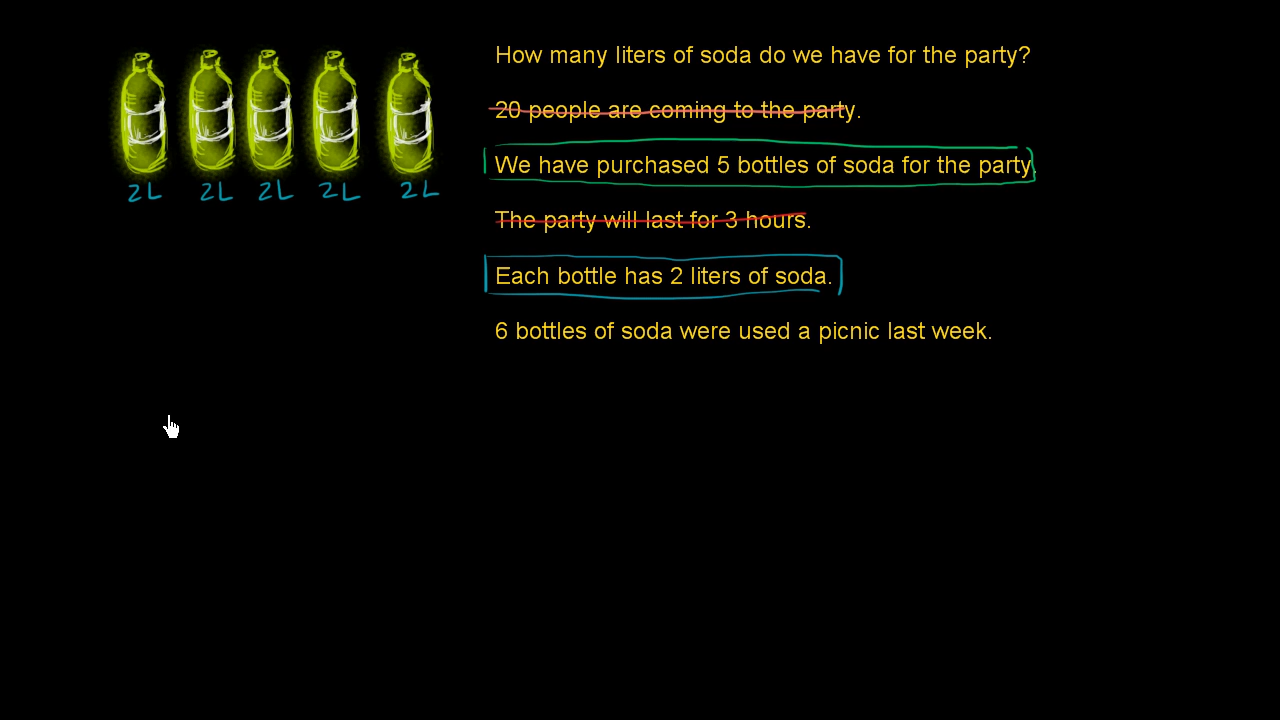 How many liters of soda do we have for the party?
20 people are coming to the party.
We have purchased 5 bottles of soda for the party.
2L 2L 2L 2L 2L
The party will last for 3 hours.
Each bottle has 2 liters of soda.
6 bottles of soda were used a picnic last week.